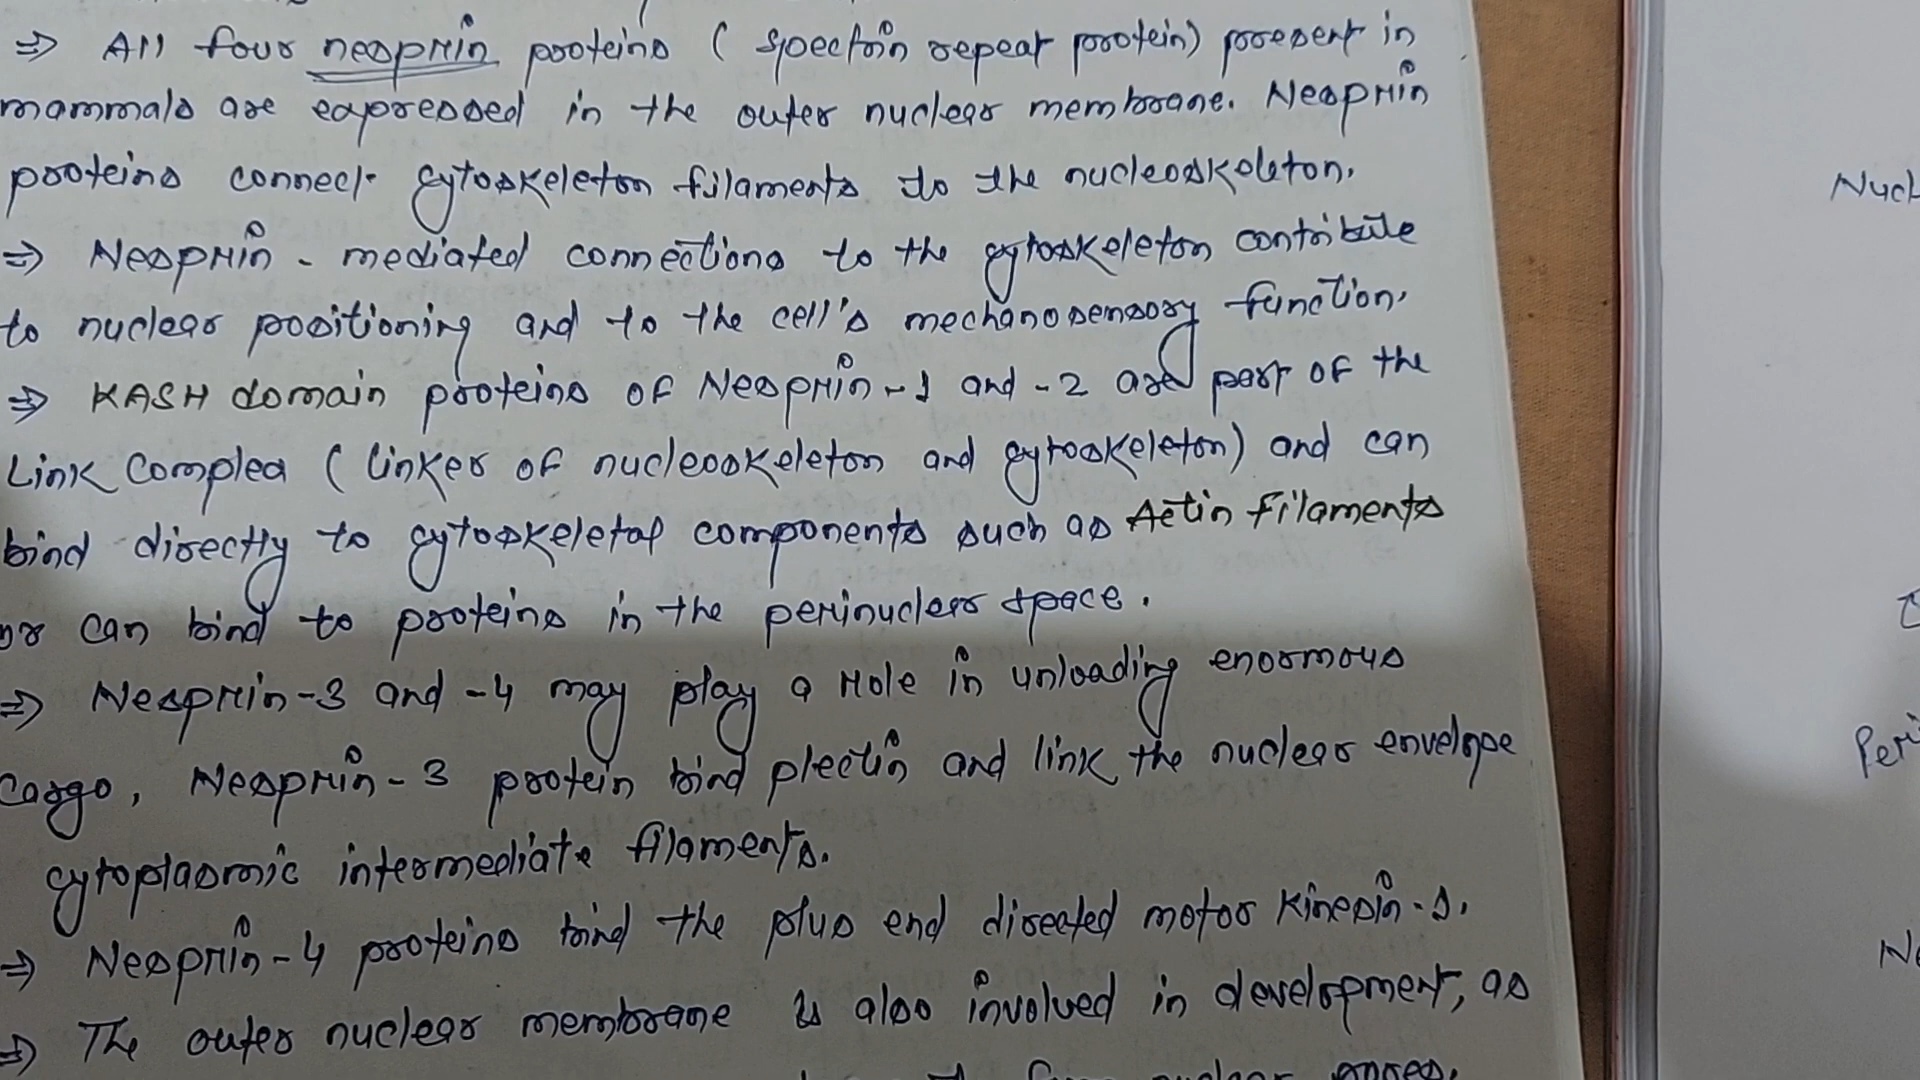 ⇒ All four nesprin proteins ( spectrin repeat protein) present in
mammals are expressed in the outer nuclear membrane. Nesprin
proteins connect cytoskeleton filaments to the nucleoskeleton.
⇒ Nesprin - mediated connections to the cytoskeleton contribute
to nuclear positioning and to the cell's mechanosensory function.
⇒ KASH domain proteins of Nesprin-1 and -2 are part of the
Link Complex ( linker of nucleoskeleton and cytoskeleton) and can
bind directly to cytoskeletal components such as Actin filaments
or can bind to proteins in the perinuclear space.
⇒ Nesprin-3 and -4 may play a role in unloading enormous
cargo, Nesprin-3 protein bind plectin and link the nuclear envelope
cytoplasmic intermediate filaments.
⇒ Nesprin-4 proteins bind the plus end directed motor kinesin-1.
⇒ The outer nuclear membrane is also involved in development, as
Nucl
Peri